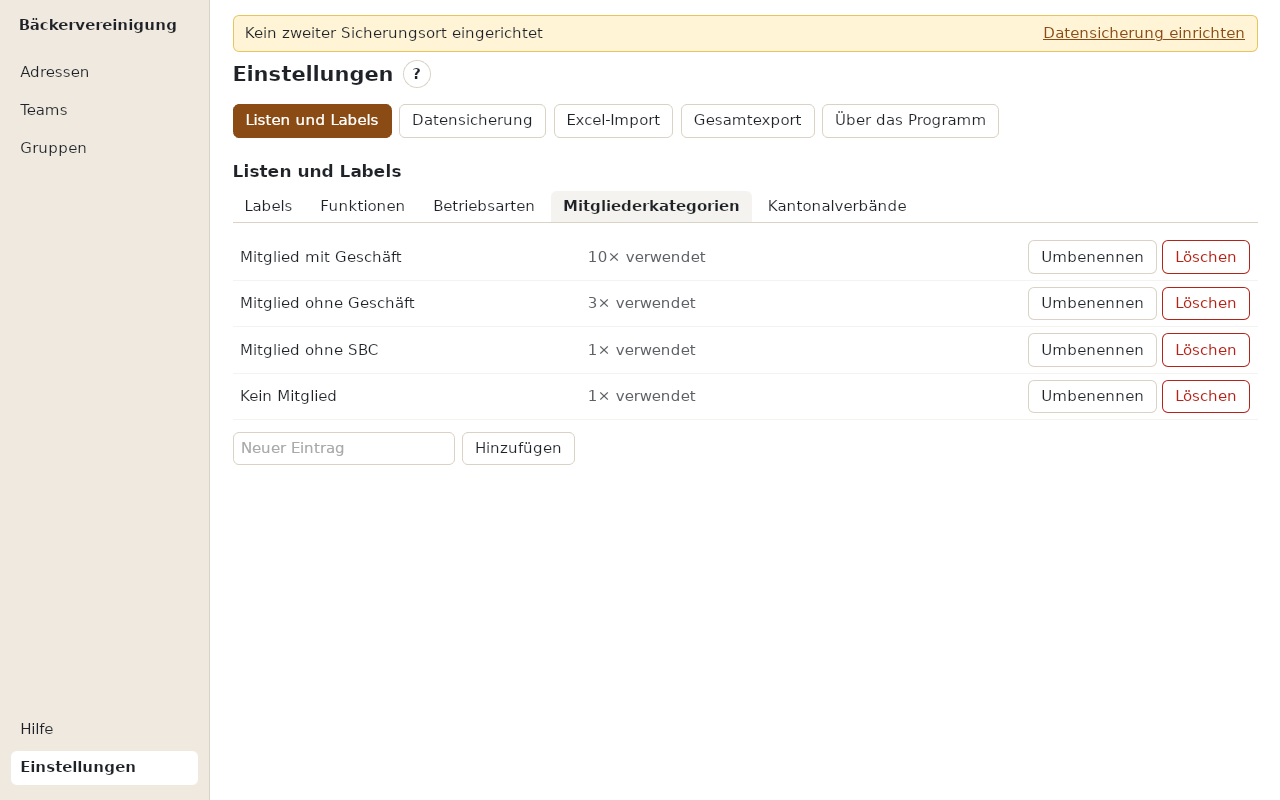 Bäckervereinigung
Adressen
Teams
Gruppen
Hilfe
Einstellungen
Kein zweiter Sicherungsort eingerichtet Datensicherung einrichten
Einstellungen ?
Listen und Labels Datensicherung Excel-Import Gesamtexport Über das Programm
Listen und Labels
Labels Funktionen Betriebsarten Mitgliederkategorien Kantonalverbände
Mitglied mit Geschäft 10× verwendet Umbenennen Löschen
Mitglied ohne Geschäft 3× verwendet Umbenennen Löschen
Mitglied ohne SBC 1× verwendet Umbenennen Löschen
Kein Mitglied 1× verwendet Umbenennen Löschen
Neuer Eintrag Hinzufügen